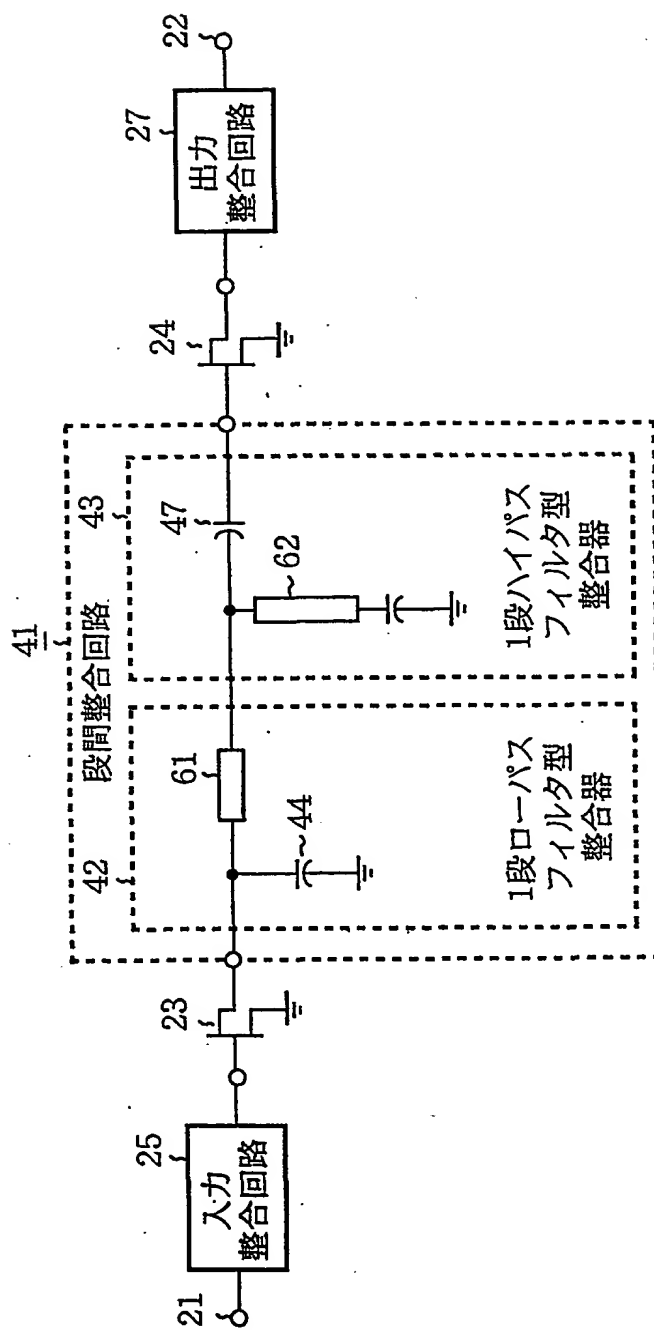 41
段間整合回路
42
43
21
25
入力
整合回路
23
44
61
1段ローパス
フィルタ型
整合器
62
47
1段ハイパス
フィルタ型
整合器
24
27
出力
整合回路
22